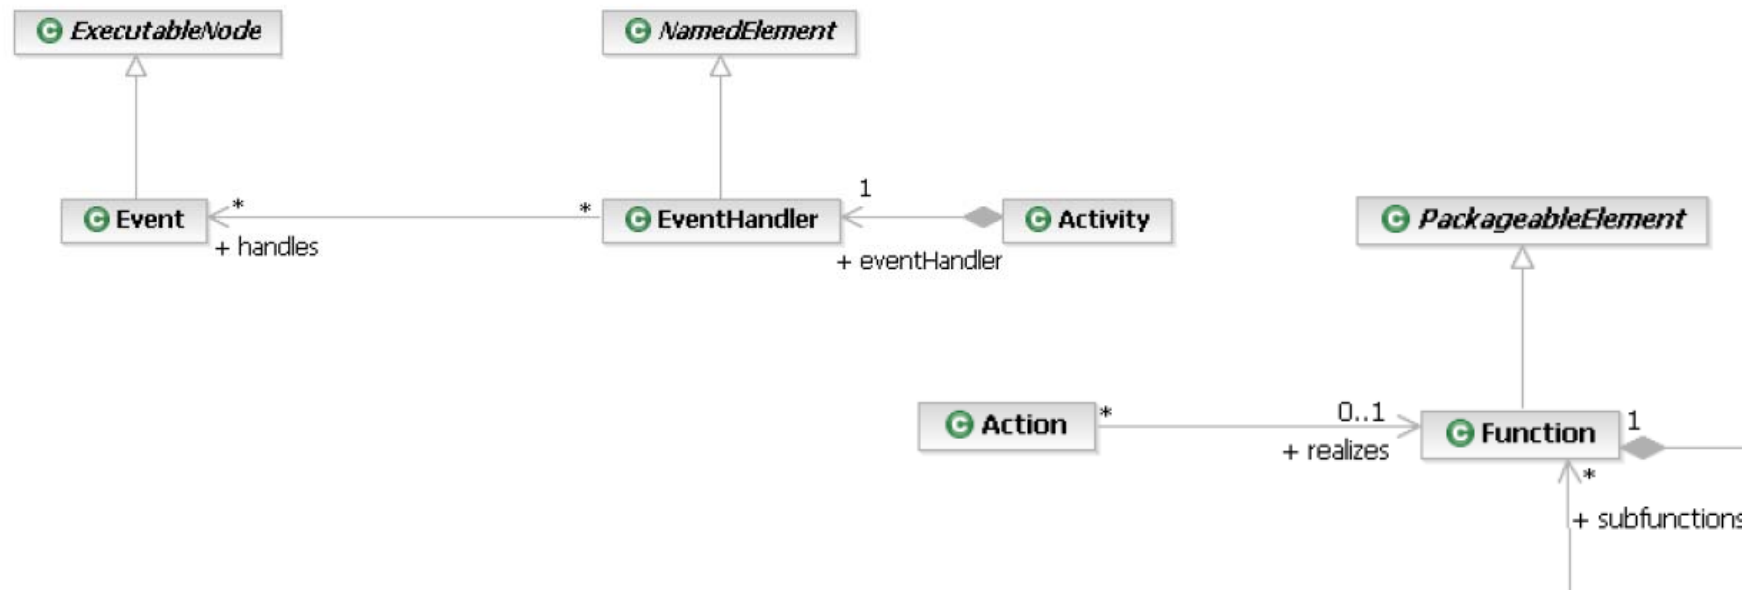 C ExecutableNode
C NamedElement
C Event
*
+ handles
*
C EventHandler
1
+ eventHandler
C Activity
C PackageableElement
C Action
*
0..1
+ realizes
C Function
1
*
+ subfunctions